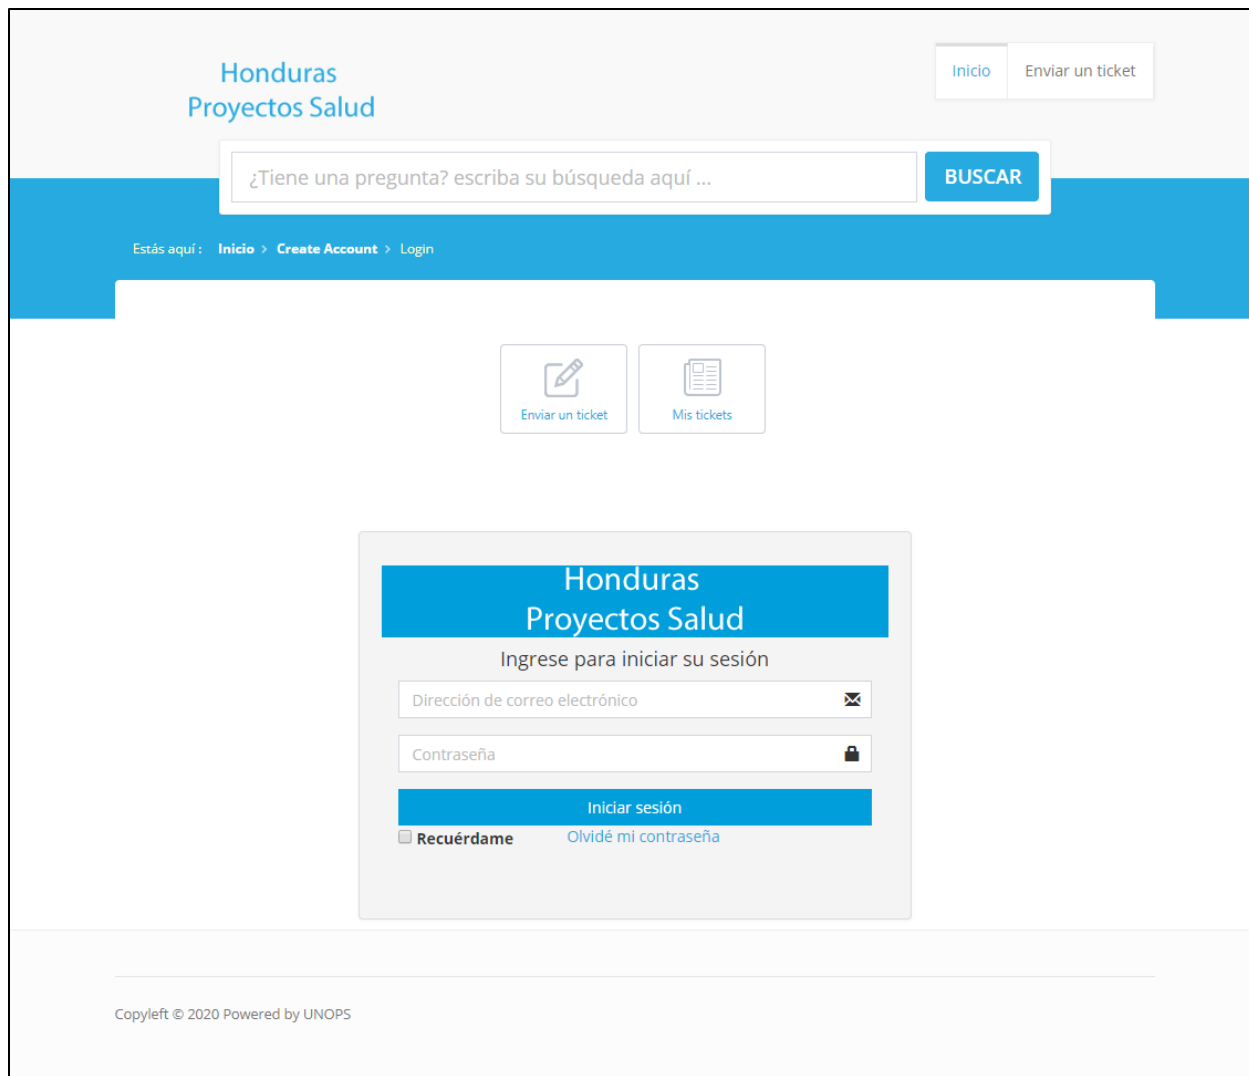 Honduras
Proyectos Salud
Inicio
Enviar un ticket
¿Tiene una pregunta? escriba su búsqueda aquí ...
BUSCAR
Estás aquí : Inicio > Create Account > Login
Enviar un ticket
Mis tickets
Honduras
Proyectos Salud
Ingrese para iniciar su sesión
Dirección de correo electrónico
Contraseña
Iniciar sesión
Recuérdame
Olvidé mi contraseña
Copyleft © 2020 Powered by UNOPS